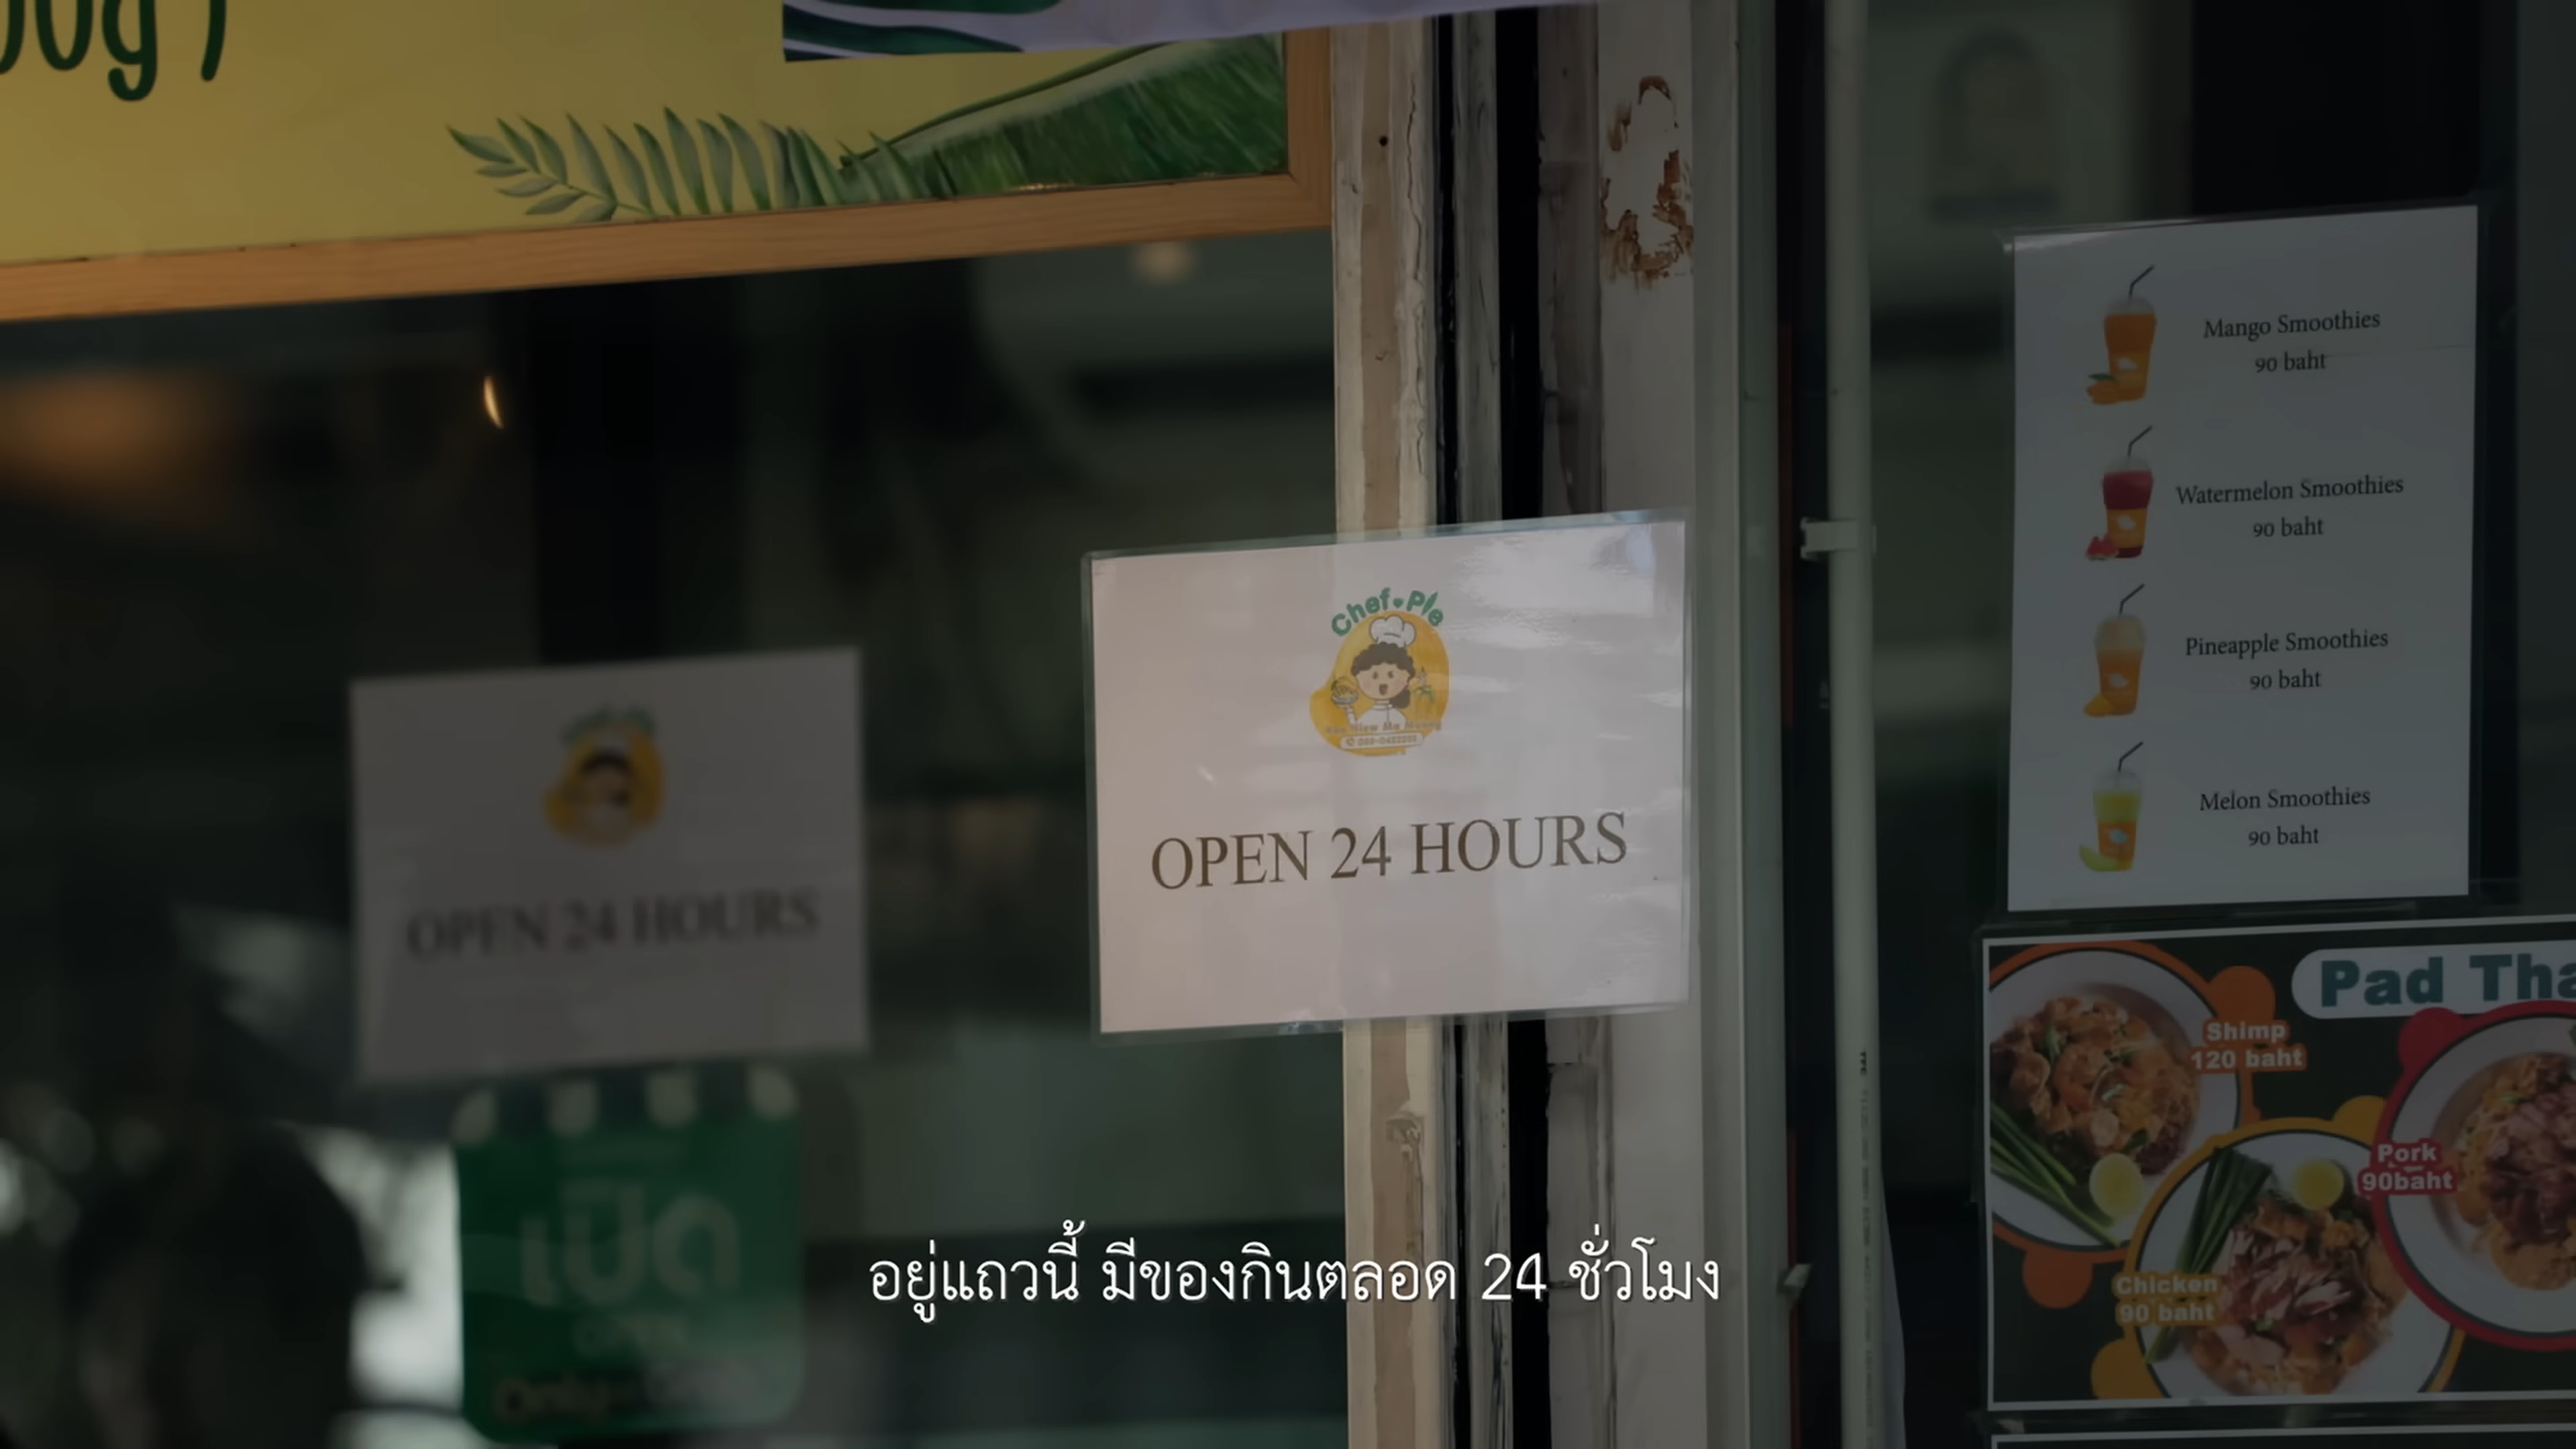 00g)
Mango Smoothies
90 baht
Watermelon Smoothies
90 baht
Pineapple Smoothies
90 baht
Melon Smoothies
90 baht
Chef Ple
OPEN 24 HOURS
OPEN 24 HOURS
Pad Tha
Shimp
120 baht
Pork
90baht
Chicken
90 baht
เปิด
OPEN
อยู่แถวนี้ มีของกินตลอด 24 ชั่วโมง